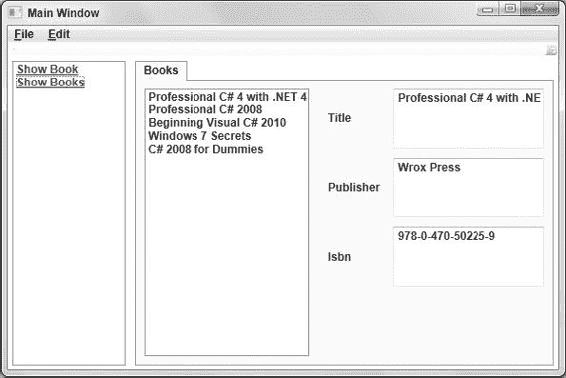 Main Window
File Edit
Show Book
Show Books
Books
Professional C# 4 with .NET 4
Professional C# 2008
Beginning Visual C# 2010
Windows 7 Secrets
C# 2008 for Dummies
Title
Professional C# 4 with .NE
Publisher
Wrox Press
Isbn
978-0-470-50225-9